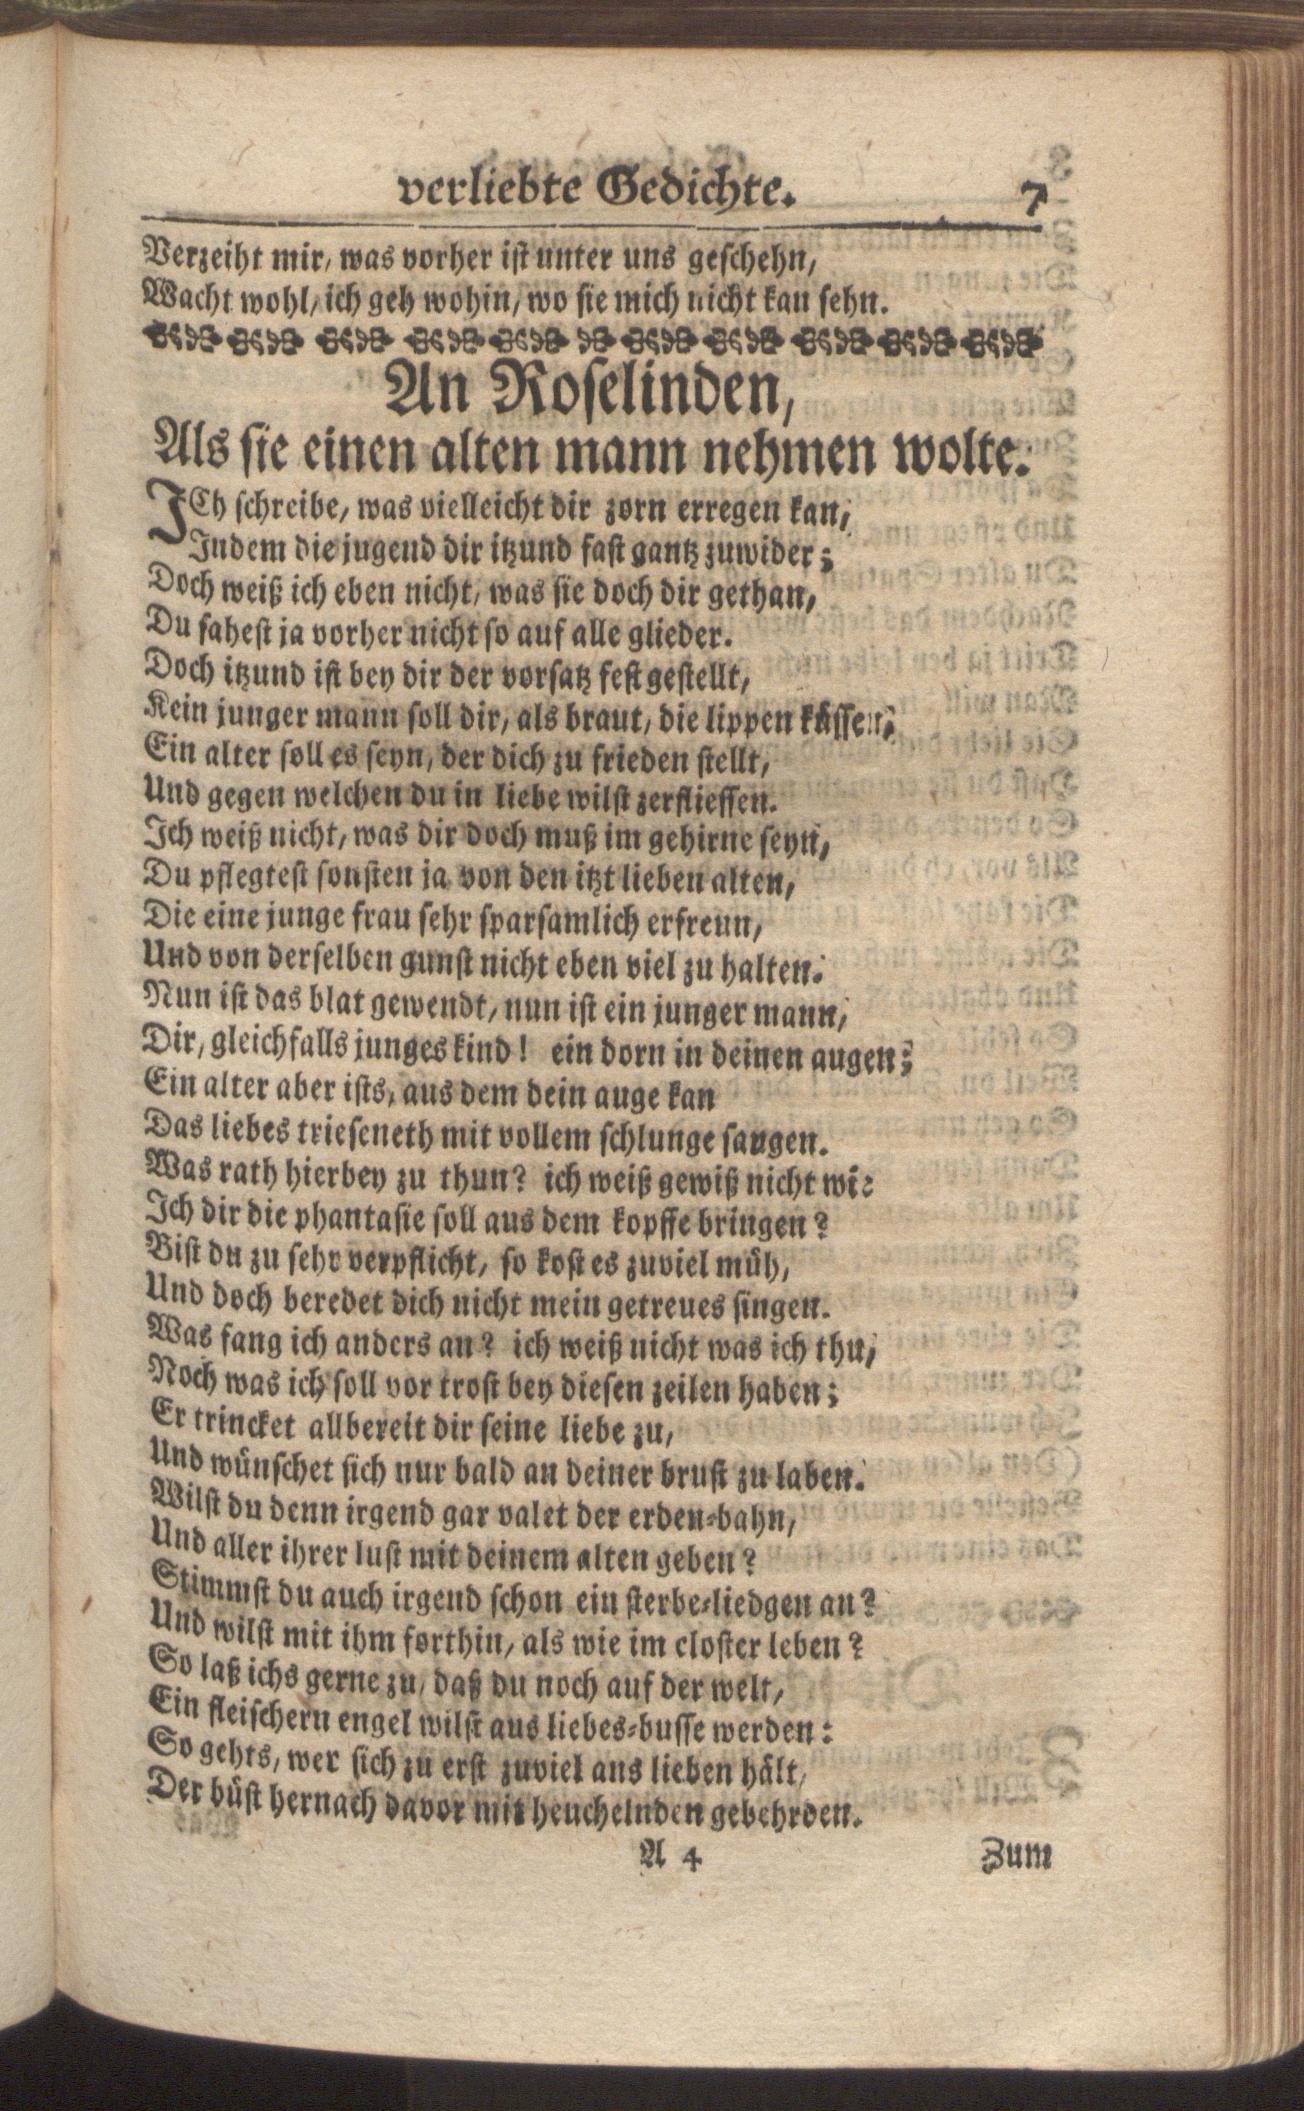 verliebte Gedichte. 7
Verzeiht mir, was vorher ist unter uns geschehn,
Wacht wohl, ich geh wohin, wo sie mich nicht kan sehn.
An Roselinden,
Als sie einen alten mann nehmen wolte.
ICh schreibe, was vielleicht dir zorn erregen kan,
Indem die jugend dir itzund fast gantz zuwider;
Doch weiß ich eben nicht, was sie doch dir gethan,
Du sahest ja vorher nicht so auf alle glieder.
Doch itzund ist bey dir der vorsatz fest gestellt,
Kein junger mann soll dir, als braut, die lippen küssen,
Ein alter soll es seyn, der dich zu frieden stellt,
Und gegen welchen du in liebe wilst zerfliessen.
Ich weiß nicht, was dir doch muß im gehirne seyn,
Du pflegtest sonsten ja von den itzt lieben alten,
Die eine junge frau sehr sparsamlich erfreun,
Und von derselben gunst nicht eben viel zu halten.
Nun ist das blat gewendt, nun ist ein junger mann,
Dir, gleichfalls junges kind! ein dorn in deinen augen;
Ein alter aber ists, aus dem dein auge kan
Das liebes trieseneth mit vollem schlunge saugen.
Was rath hierbey zu thun? ich weiß gewiß nicht wie
Ich dir die phantasie soll aus dem kopffe bringen?
Bist du zu sehr verpflicht, so kost es zuviel müh,
Und doch beredet dich nicht mein getreues singen.
Was fang ich anders an? ich weiß nicht was ich thu,
Noch was ich soll vor trost bey diesen zeilen haben;
Er trincket allbereit dir seine liebe zu,
Und wünschet sich nur bald an deiner brust zu laben.
Wilst du denn irgend gar valet der erden-bahn,
Und aller ihrer lust mit deinem alten geben?
Stimmst du auch irgend schon ein sterbe-liedgen an?
Und wilst mit ihm forthin, als wie im closter leben?
So laß ichs gerne zu, daß du noch auf der welt,
Ein fleischern engel wilst aus liebes-busse werden:
So gehts, wer sich zu erst zuviel ans lieben hält,
Der büst hernach davor mit heuchelnden gebehrden.
A 4 Zum